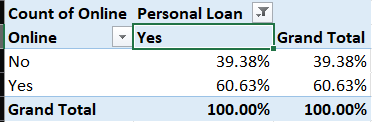 Count of Online Personal Loan
Online Yes Grand Total
No 39.38% 39.38%
Yes 60.63% 60.63%
Grand Total 100.00% 100.00%